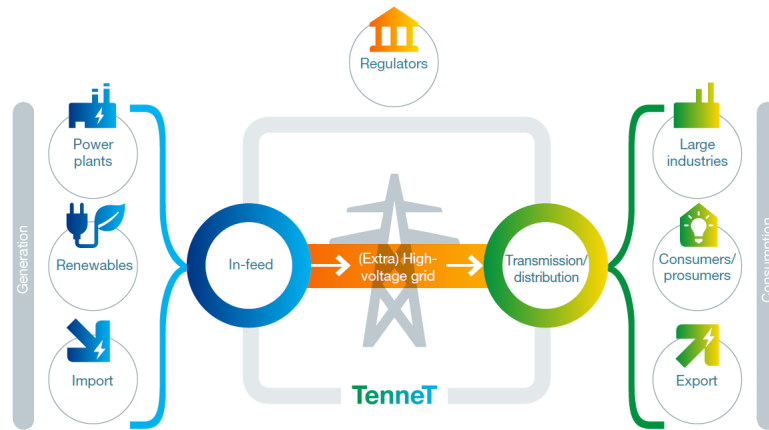 Regulators
Generation
Power
plants
Renewables
Import
In-feed
(Extra) High-
voltage grid
Transmission/
distribution
TenneT
Large
industries
Consumers/
prosumers
Export
Consumption